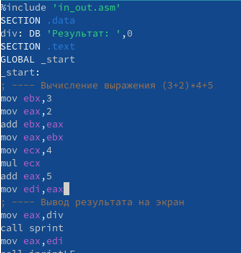 %include 'in_out.asm'
SECTION .data
div: DB 'Результат: ',0
SECTION .text
GLOBAL _start
_start:
; ---- Вычисление выражения (3+2)*4+5
mov ebx,3
mov eax,2
add ebx,eax
mov eax,ebx
mov ecx,4
mul ecx
add eax,5
mov edi,eax
; ---- Вывод результата на экран
mov eax,div
call sprint
mov eax,edi